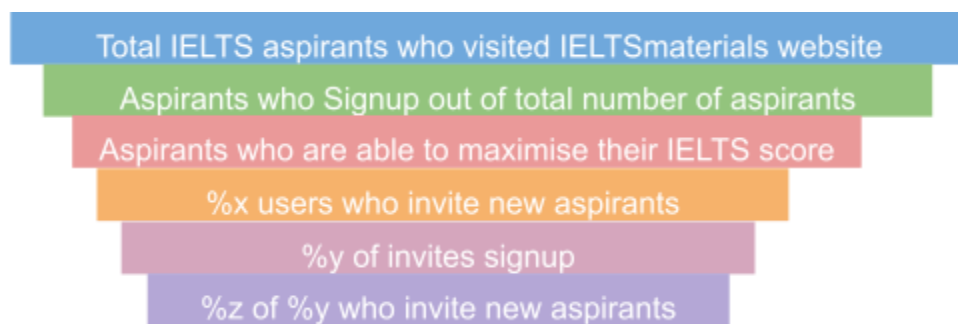 Total IELTS aspirants who visited IELTSmaterials website
Aspirants who Signup out of total number of aspirants
Aspirants who are able to maximise their IELTS score
%x users who invite new aspirants
%y of invites signup
%z of %y who invite new aspirants